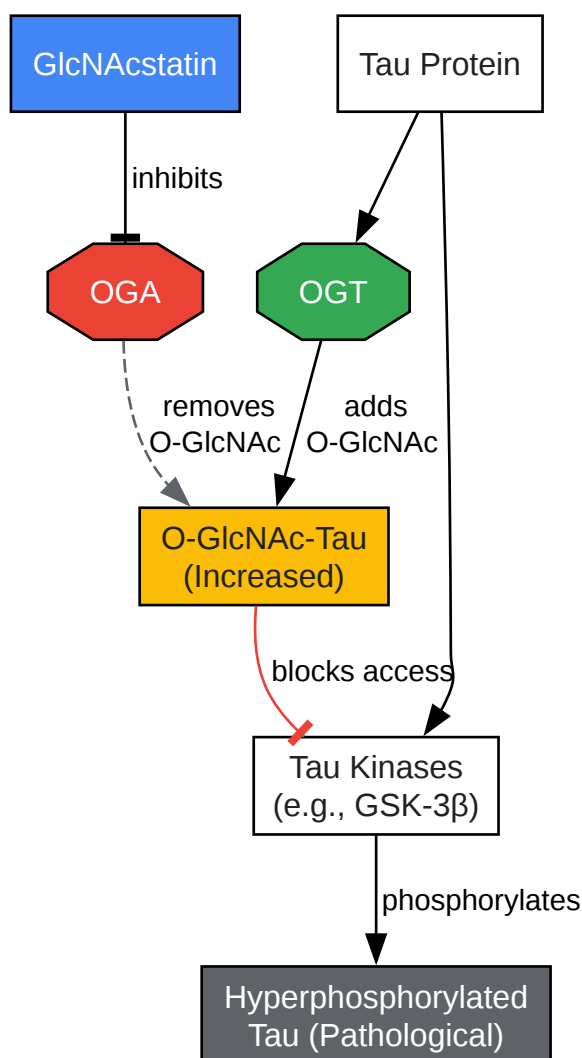 GlcNAcstatin
Tau Protein
inhibits
OGA
OGT
removes
O-GlcNAc
adds
O-GlcNAc
O-GlcNAc-Tau
(Increased)
blocks access
Tau Kinases
(e.g., GSK-3β)
phosphorylates
Hyperphosphorylated
Tau (Pathological)